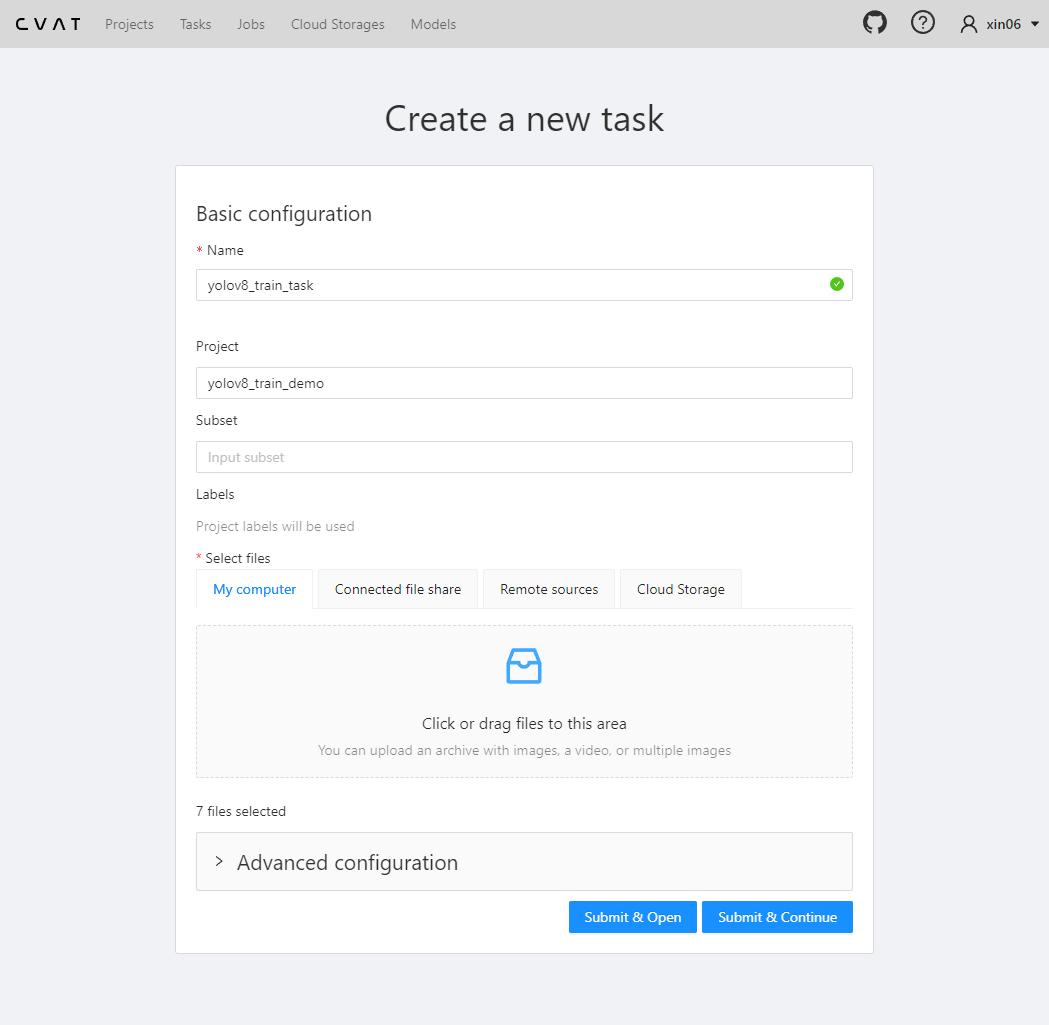 CVAT Projects Tasks Jobs Cloud Storages Models xin06
Create a new task
Basic configuration
* Name
yolov8_train_task
Project
yolov8_train_demo
Subset
Input subset
Labels
Project labels will be used
* Select files
My computer Connected file share Remote sources Cloud Storage
Click or drag files to this area
You can upload an archive with images, a video, or multiple images
7 files selected
> Advanced configuration
Submit & Open Submit & Continue